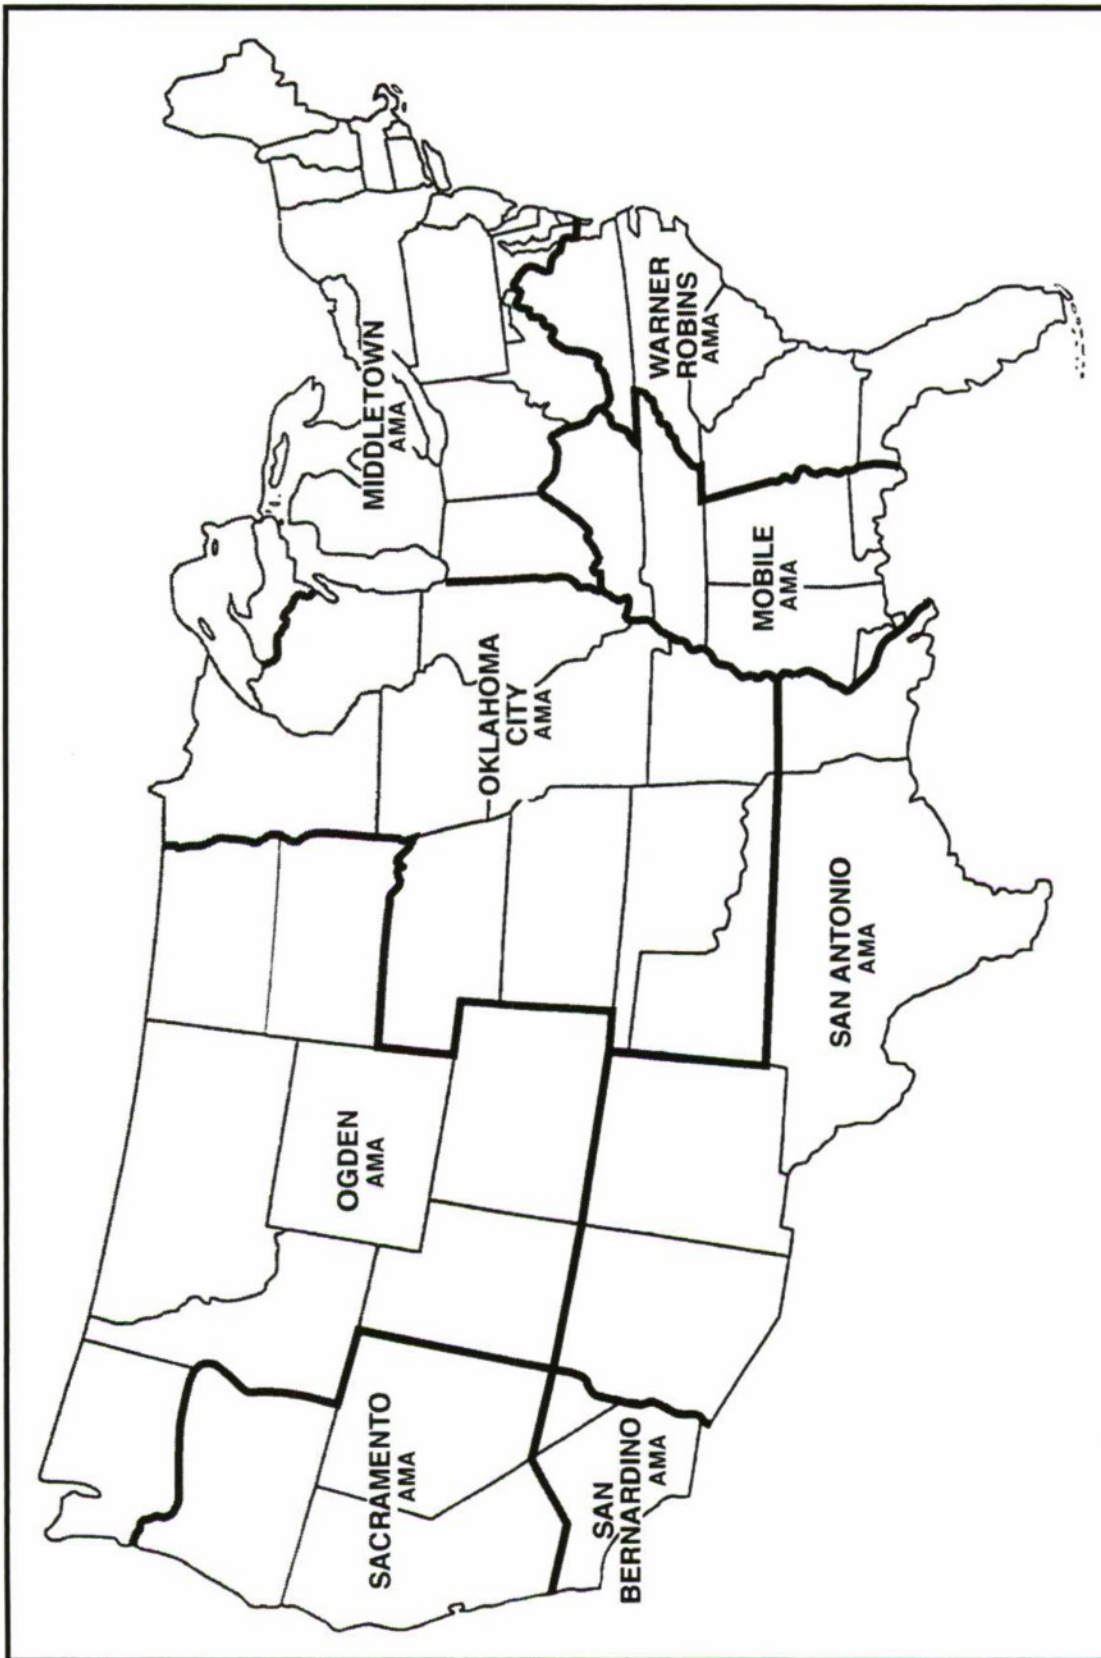 MIDDLETOWN
AMA
WARNER
ROBINS
AMA
OKLAHOMA
CITY
AMA
MOBILE
AMA
OGDEN
AMA
SAN ANTONIO
AMA
SACRAMENTO
AMA
SAN
BERNARDINO
AMA